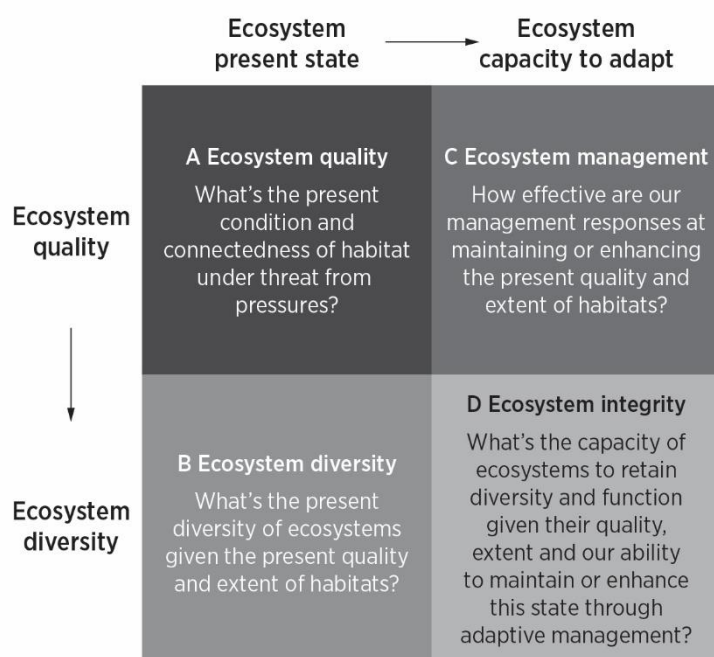 Ecosystem
present state
Ecosystem
capacity to adapt
Ecosystem
quality
A Ecosystem quality
What's the present
condition and
connectedness of habitat
under threat from
pressures?
C Ecosystem management
How effective are our
management responses at
maintaining or enhancing
the present quality and
extent of habitats?
Ecosystem
diversity
B Ecosystem diversity
What's the present
diversity of ecosystems
given the present quality
and extent of habitats?
D Ecosystem integrity
What's the capacity of
ecosystems to retain
diversity and function
given their quality,
extent and our ability
to maintain or enhance
this state through
adaptive management?